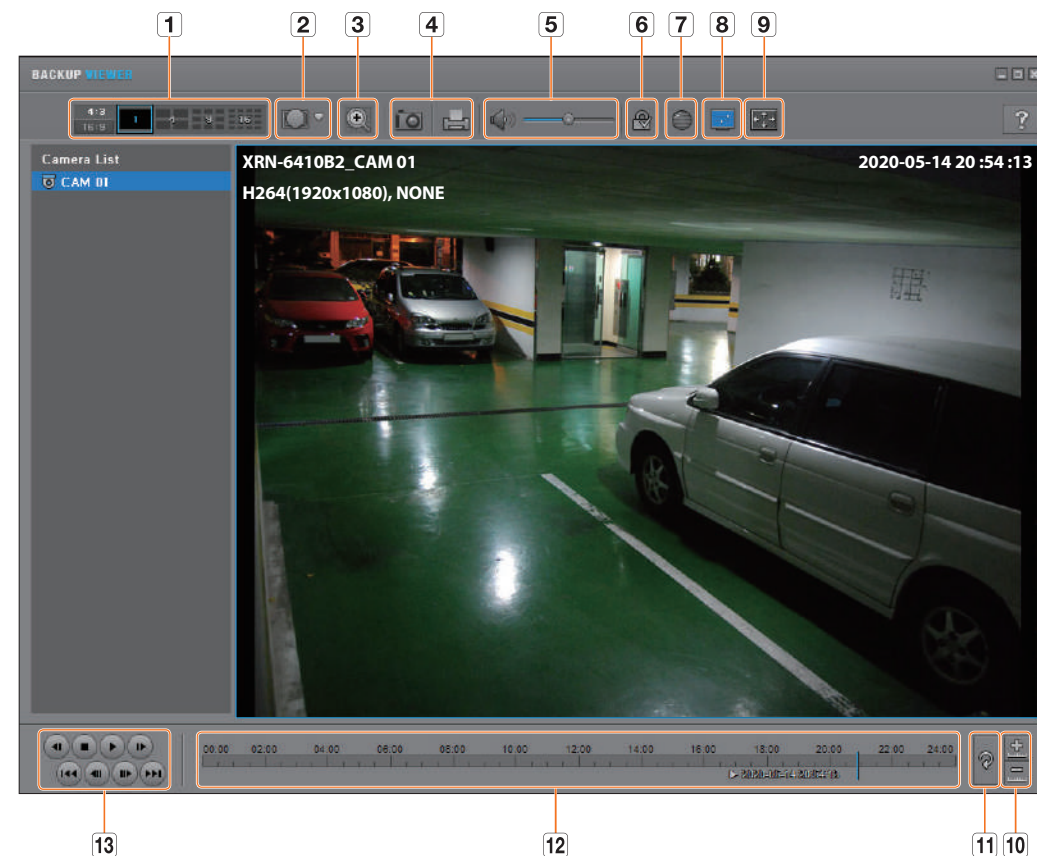 1 2 3 4 5 6 7 8 9
BACKUP VIEWER
4:3
16:9
1 4 9 16
?
Camera List
CAM 01
XRN-6410B2_CAM 01
2020-05-14 20 :54 :13
H264(1920x1080), NONE
00:00 02:00 04:00 06:00 08:00 10:00 12:00 14:00 16:00 18:00 20:00 22:00 24:00
13 12 11 10